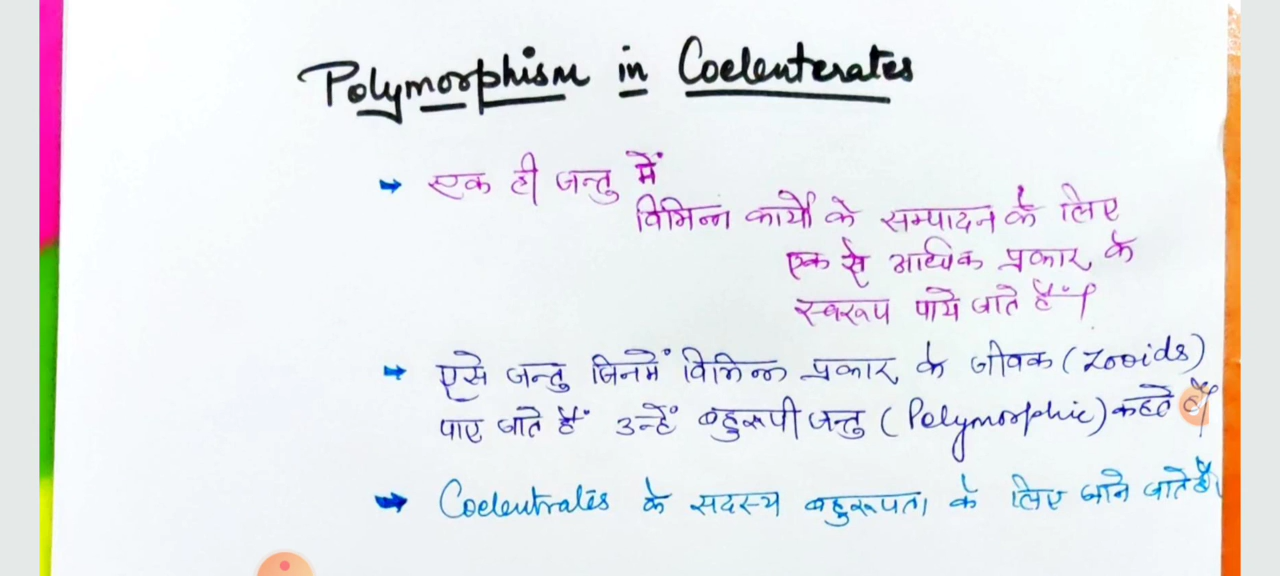 Polymorphism in Coelenterates
→ एक ही जन्तु में
विभिन्न कार्यों के सम्पादन के लिए
एक से अधिक प्रकार के
स्वरूप पाये जाते हैं।
→ एसे जन्तु जिनमें विभिन्न प्रकार के जीवक (Zooids)
पाए जाते हैं उन्हें बहुरूपी जन्तु (Polymorphic) कहते हैं
→ Coelentrates के सदस्य बहुरूपता के लिए जाने जाते हैं।